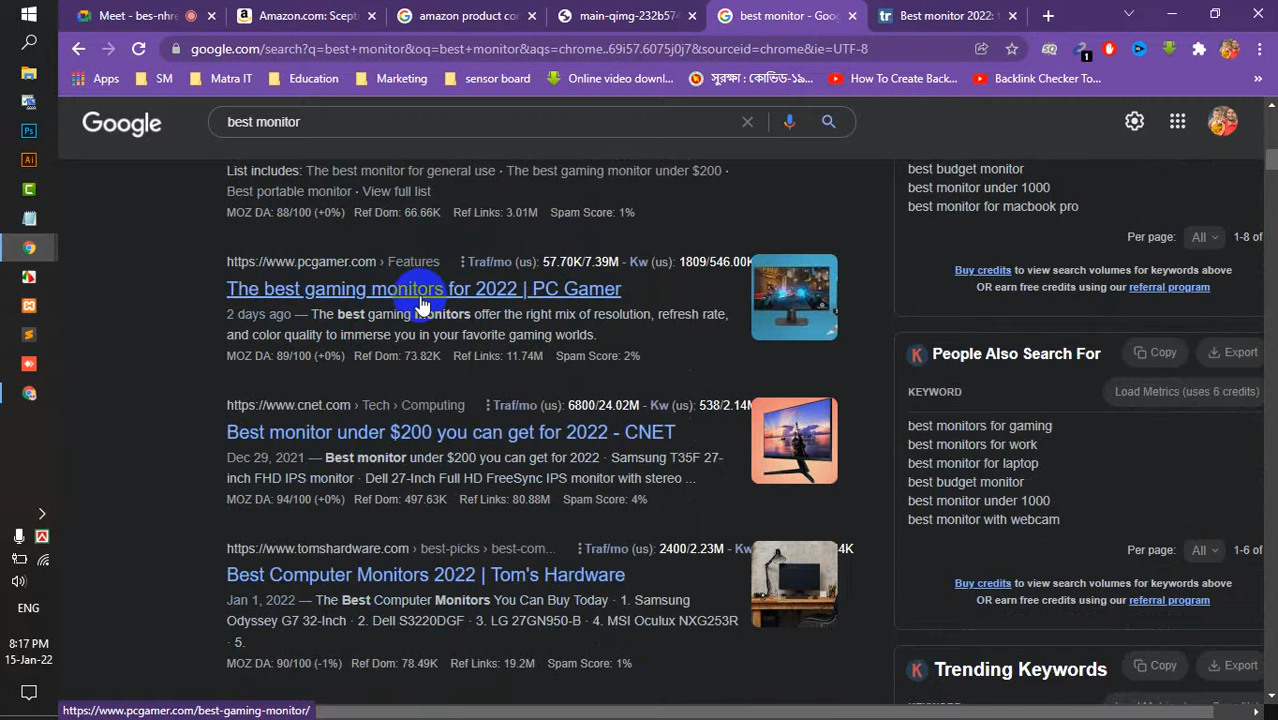 Meet - bes-nhre
Amazon.com: Scepti
amazon product cor
main-qimg-232b574
best monitor - Goog
Best monitor 2022: t
google.com/search?q=best+monitor&oq=best+monitor&aqs=chrome..69i57.6075j0j7&sourceid=chrome&ie=UTF-8
1
Apps
SM
Matra IT
Education
Marketing
sensor board
Online video downl...
সুরক্ষা : কোভিড-১৯...
How To Create Back...
Backlink Checker To...
»
Google
best monitor
List includes: The best monitor for general use · The best gaming monitor under $200 ·
Best portable monitor · View full list
MOZ DA: 88/100 (+0%) Ref Dom: 66.66K Ref Links: 3.01M Spam Score: 1%
https://www.pcgamer.com › Features
Traf/mo (us): 57.70K/7.39M - Kw (us): 1809/546.00K
The best gaming monitors for 2022 | PC Gamer
2 days ago — The best gaming monitors offer the right mix of resolution, refresh rate,
and color quality to immerse you in your favorite gaming worlds.
MOZ DA: 89/100 (+0%) Ref Dom: 73.82K Ref Links: 11.74M Spam Score: 2%
https://www.cnet.com › Tech › Computing
Traf/mo (us): 6800/24.02M - Kw (us): 538/2.14M
Best monitor under $200 you can get for 2022 - CNET
Dec 29, 2021 — Best monitor under $200 you can get for 2022 · Samsung T35F 27-
inch FHD IPS monitor · Dell 27-Inch Full HD FreeSync IPS monitor with stereo ...
MOZ DA: 94/100 (+0%) Ref Dom: 497.63K Ref Links: 80.88M Spam Score: 4%
https://www.tomshardware.com › best-picks › best-com...
Traf/mo (us): 2400/2.23M - Kw
4K
Best Computer Monitors 2022 | Tom's Hardware
Jan 1, 2022 — The Best Computer Monitors You Can Buy Today · 1. Samsung
Odyssey G7 32-Inch · 2. Dell S3220DGF · 3. LG 27GN950-B · 4. MSI Oculux NXG253R
· 5.
MOZ DA: 90/100 (-1%) Ref Dom: 78.49K Ref Links: 19.2M Spam Score: 1%
best budget monitor
best monitor under 1000
best monitor for macbook pro
Per page: All 1-8 of
Buy credits to view search volumes for keywords above
OR earn free credits using our referral program
K People Also Search For
Copy
Export
KEYWORD
Load Metrics (uses 6 credits)
best monitors for gaming
best monitors for work
best monitor for laptop
best budget monitor
best monitor under 1000
best monitor with webcam
Per page: All 1-6 of
Buy credits to view search volumes for keywords above
OR earn free credits using our referral program
K Trending Keywords
Copy
Export
Ps
Ai
C
ENG
8:17 PM
15-Jan-22
https://www.pcgamer.com/best-gaming-monitor/